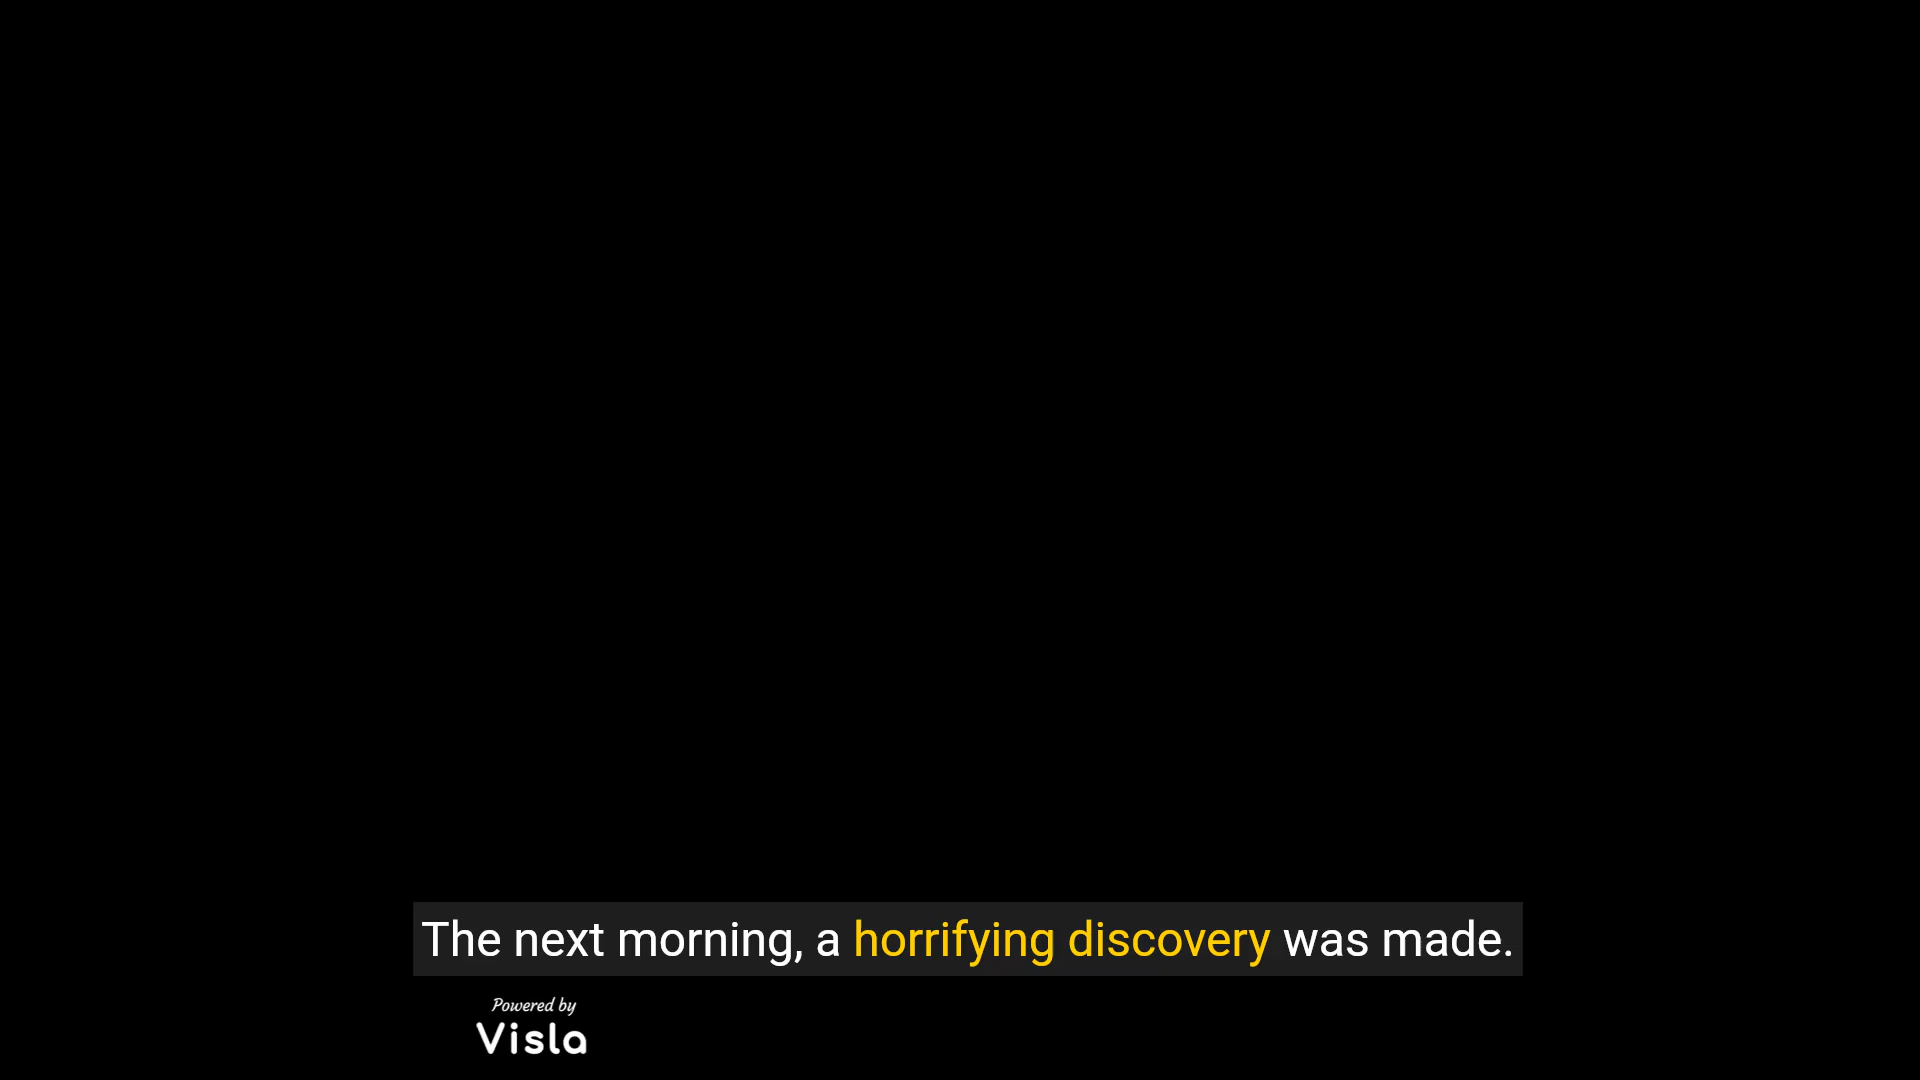 The next morning, a horrifying discovery was made.
Powered by
Visla